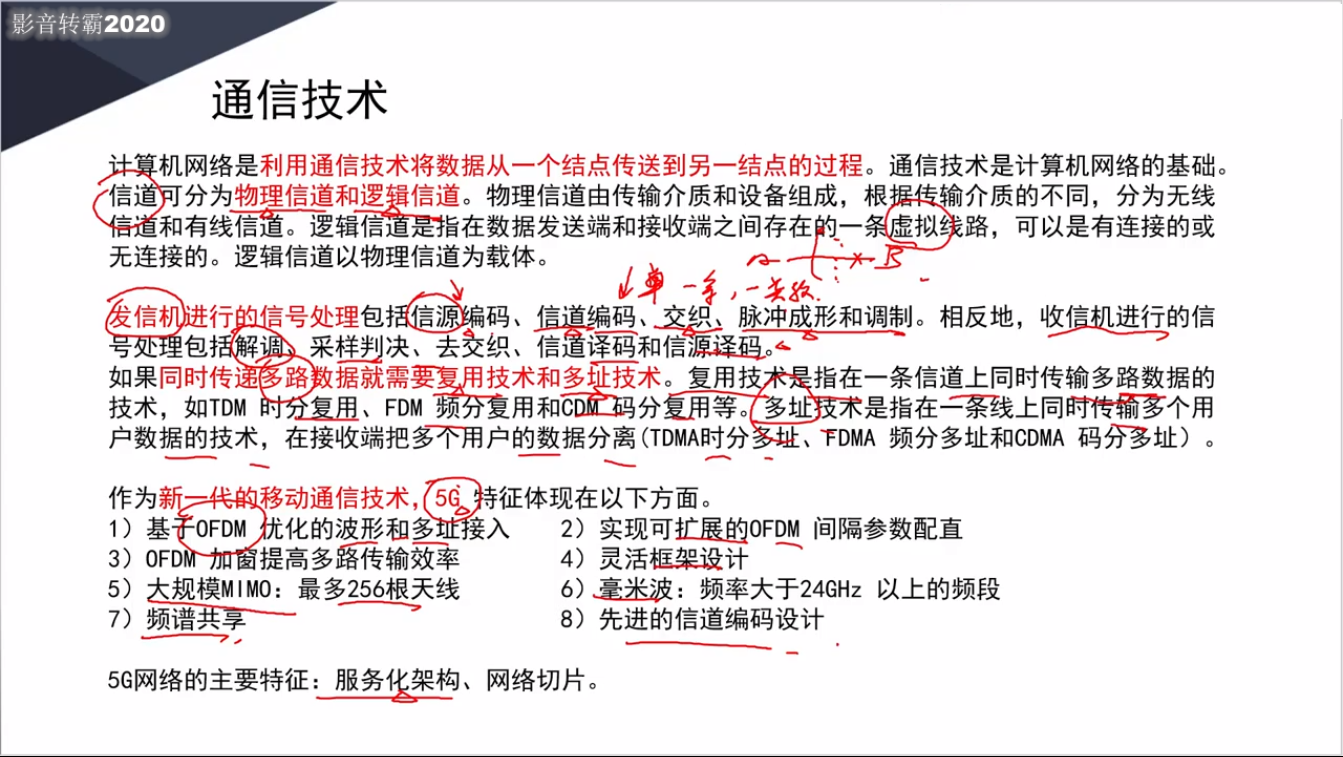 影音转霸2020
通信技术
计算机网络是利用通信技术将数据从一个结点传送到另一结点的过程。通信技术是计算机网络的基础。
信道可分为物理信道和逻辑信道。物理信道由传输介质和设备组成，根据传输介质的不同，分为无线
信道和有线信道。逻辑信道是指在数据发送端和接收端之间存在的一条虚拟线路，可以是有连接的或
无连接的。逻辑信道以物理信道为载体。
B
单 一条，一类
发信机进行的信号处理包括信源编码、信道编码、交织、脉冲成形和调制。相反地，收信机进行的信
号处理包括解调、采样判决、去交织、信道译码和信源译码。
如果同时传递多路数据就需要复用技术和多址技术。复用技术是指在一条信道上同时传输多路数据的
技术，如TDM 时分复用、FDM 频分复用和CDM 码分复用等。多址技术是指在一条线上同时传输多个用
户数据的技术，在接收端把多个用户的数据分离(TDMA时分多址、FDMA 频分多址和CDMA 码分多址）。
作为新一代的移动通信技术，5G 特征体现在以下方面。
1）基于OFDM 优化的波形和多址接入 2）实现可扩展的OFDM 间隔参数配直
3）OFDM 加窗提高多路传输效率 4）灵活框架设计
5）大规模MIMO：最多256根天线 6）毫米波：频率大于24GHz 以上的频段
7）频谱共享 8）先进的信道编码设计
5G网络的主要特征：服务化架构、网络切片。